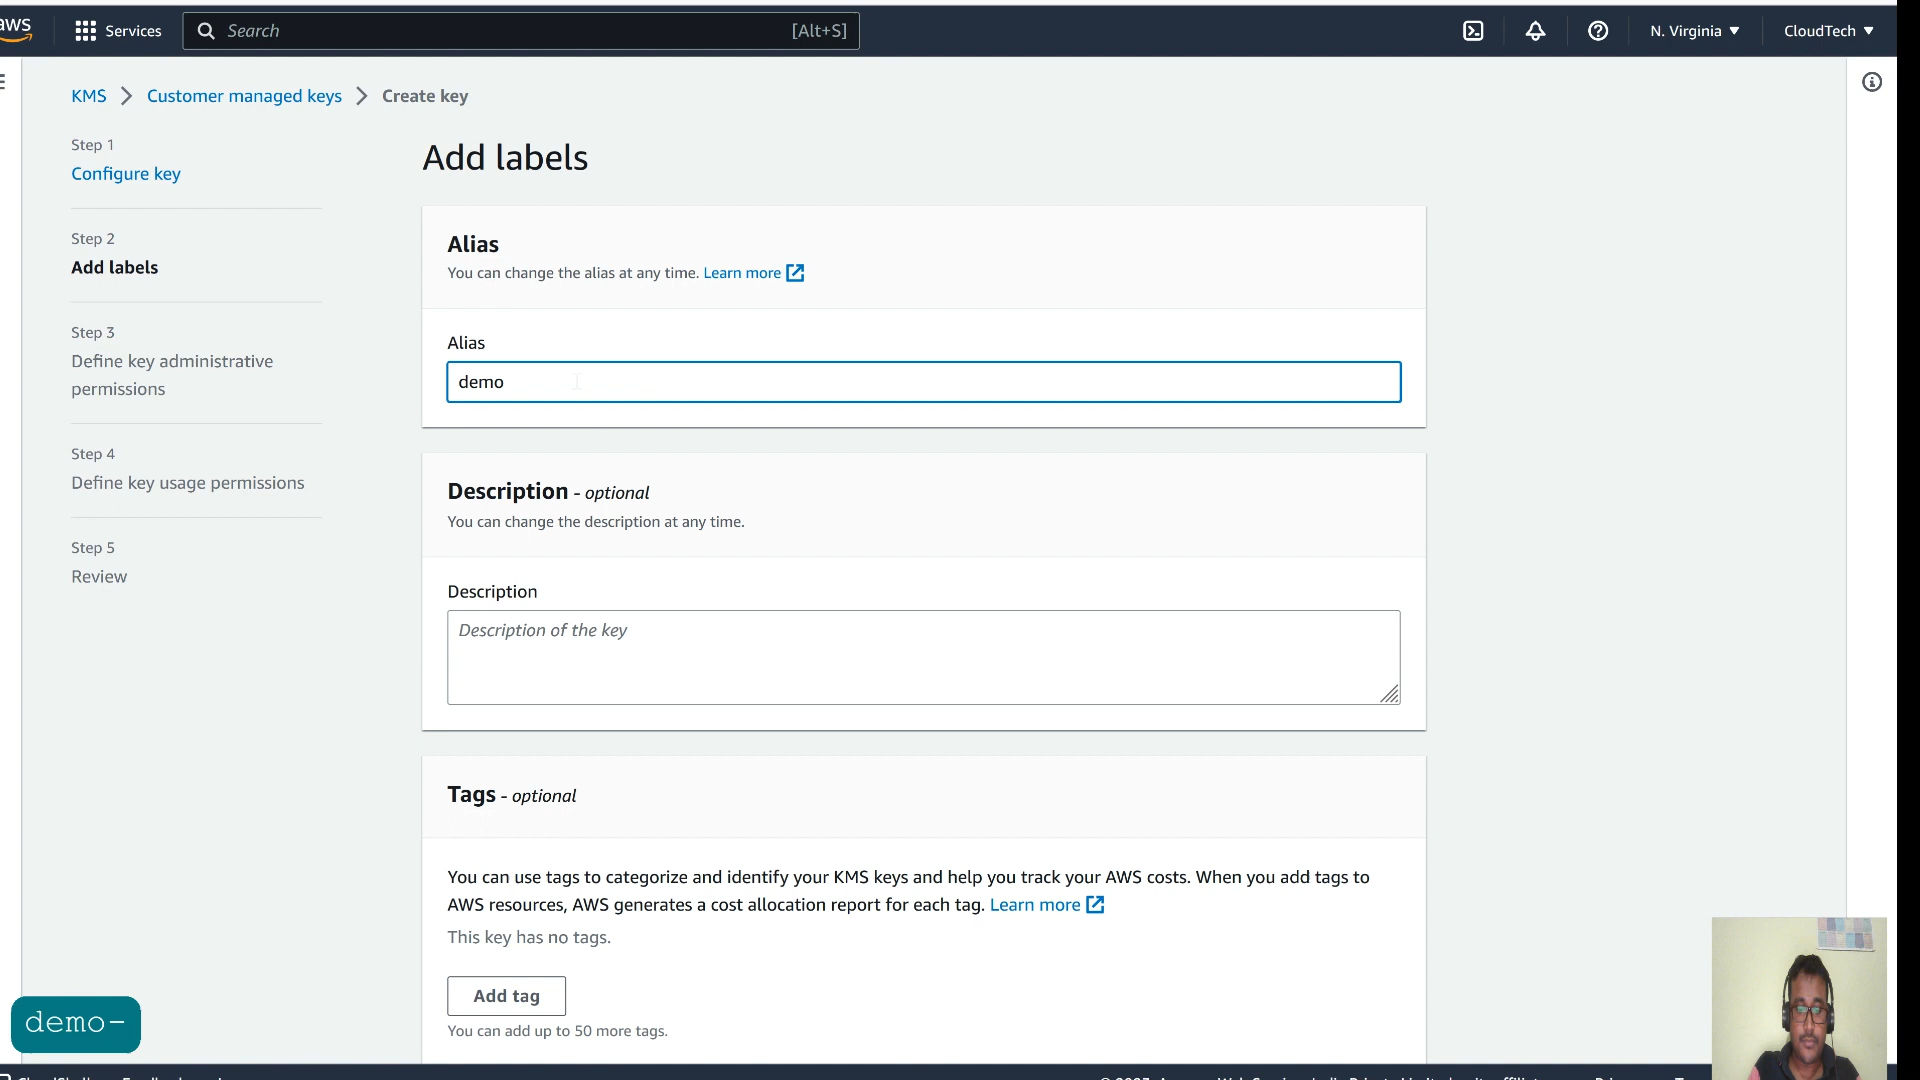 aws
Services
Search
[Alt+S]
N. Virginia
CloudTech
KMS
Customer managed keys
Create key
Step 1
Configure key
Step 2
Add labels
Step 3
Define key administrative
permissions
Step 4
Define key usage permissions
Step 5
Review
Add labels
Alias
You can change the alias at any time. Learn more
Alias
demo
Description - optional
You can change the description at any time.
Description
Description of the key
Tags - optional
You can use tags to categorize and identify your KMS keys and help you track your AWS costs. When you add tags to
AWS resources, AWS generates a cost allocation report for each tag. Learn more
This key has no tags.
Add tag
You can add up to 50 more tags.
demo-